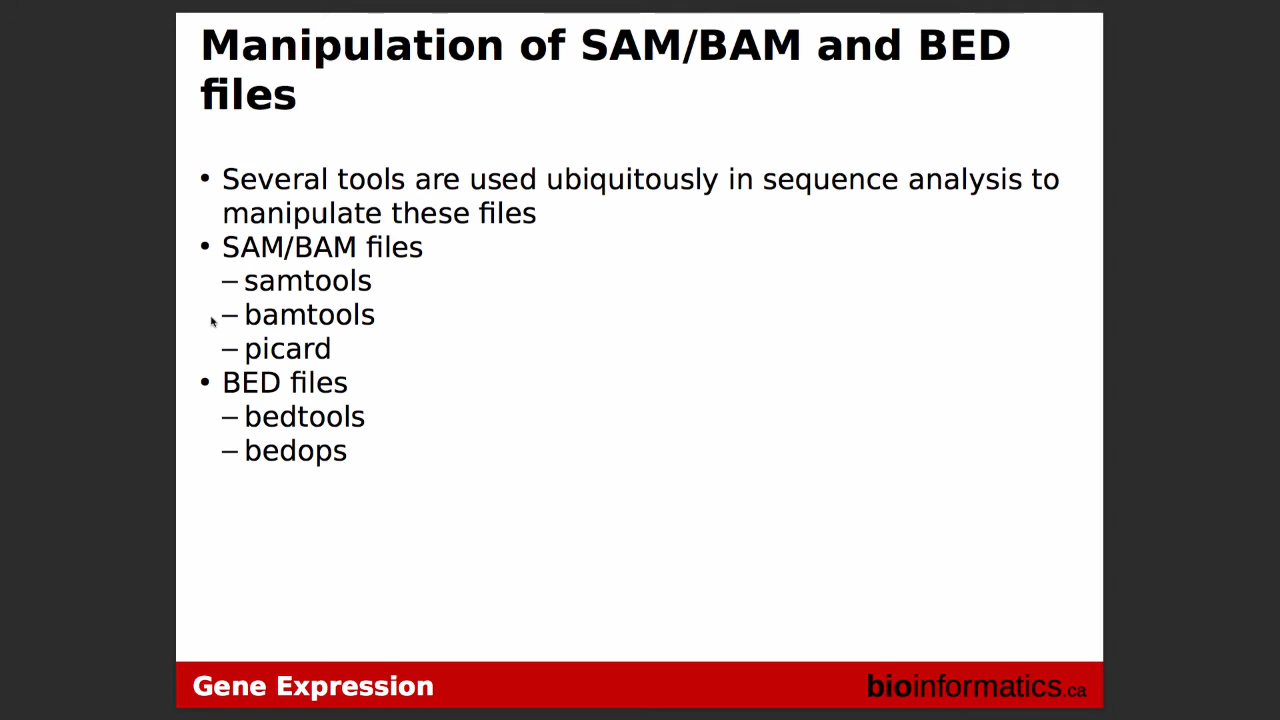 Manipulation of SAM/BAM and BED
files
• Several tools are used ubiquitously in sequence analysis to
manipulate these files
• SAM/BAM files
– samtools
– bamtools
– picard
• BED files
– bedtools
– bedops
Gene Expression
bioinformatics.ca